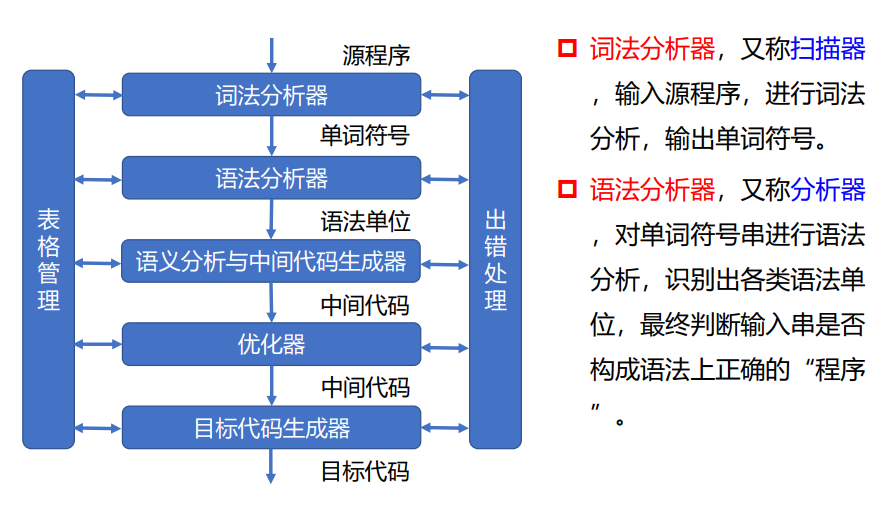 源程序
词法分析器
单词符号
语法分析器
语法单位
语义分析与中间代码生成器
中间代码
优化器
中间代码
目标代码生成器
目标代码
表格管理
出错处理
词法分析器，又称扫描器
，输入源程序，进行词法
分析，输出单词符号。
语法分析器，又称分析器
，对单词符号串进行语法
分析，识别出各类语法单
位，最终判断输入串是否
构成语法上正确的“程序
”。